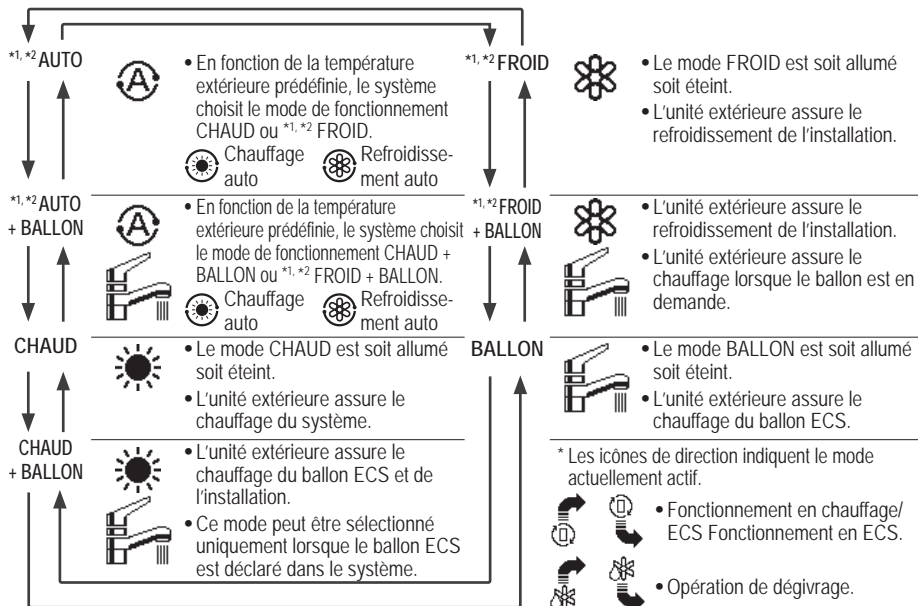 *1, *2 AUTO
• En fonction de la température
extérieure prédéfinie, le système
choisit le mode de fonctionnement
CHAUD ou *1, *2 FROID.
Chauffage
auto
Refroidisse-
ment auto
*1, *2 AUTO
+ BALLON
• En fonction de la température
extérieure prédéfinie, le système choisit
le mode de fonctionnement CHAUD +
BALLON ou *1, *2 FROID + BALLON.
Chauffage
auto
Refroidisse-
ment auto
CHAUD
• Le mode CHAUD est soit allumé
soit éteint.
• L'unité extérieure assure le
chauffage du système.
CHAUD
+ BALLON
• L'unité extérieure assure le
chauffage du ballon ECS et de
l'installation.
• Ce mode peut être sélectionné
uniquement lorsque le ballon ECS
est déclaré dans le système.
*1, *2 FROID
• Le mode FROID est soit allumé
soit éteint.
• L'unité extérieure assure le
refroidissement de l'installation.
*1, *2 FROID
+ BALLON
• L'unité extérieure assure le
refroidissement de l'installation.
• L'unité extérieure assure le
chauffage lorsque le ballon est en
demande.
BALLON
• Le mode BALLON est soit allumé
soit éteint.
• L'unité extérieure assure le
chauffage du ballon ECS.
* Les icônes de direction indiquent le mode
actuellement actif.
• Fonctionnement en chauffage/
ECS Fonctionnement en ECS.
• Opération de dégivrage.